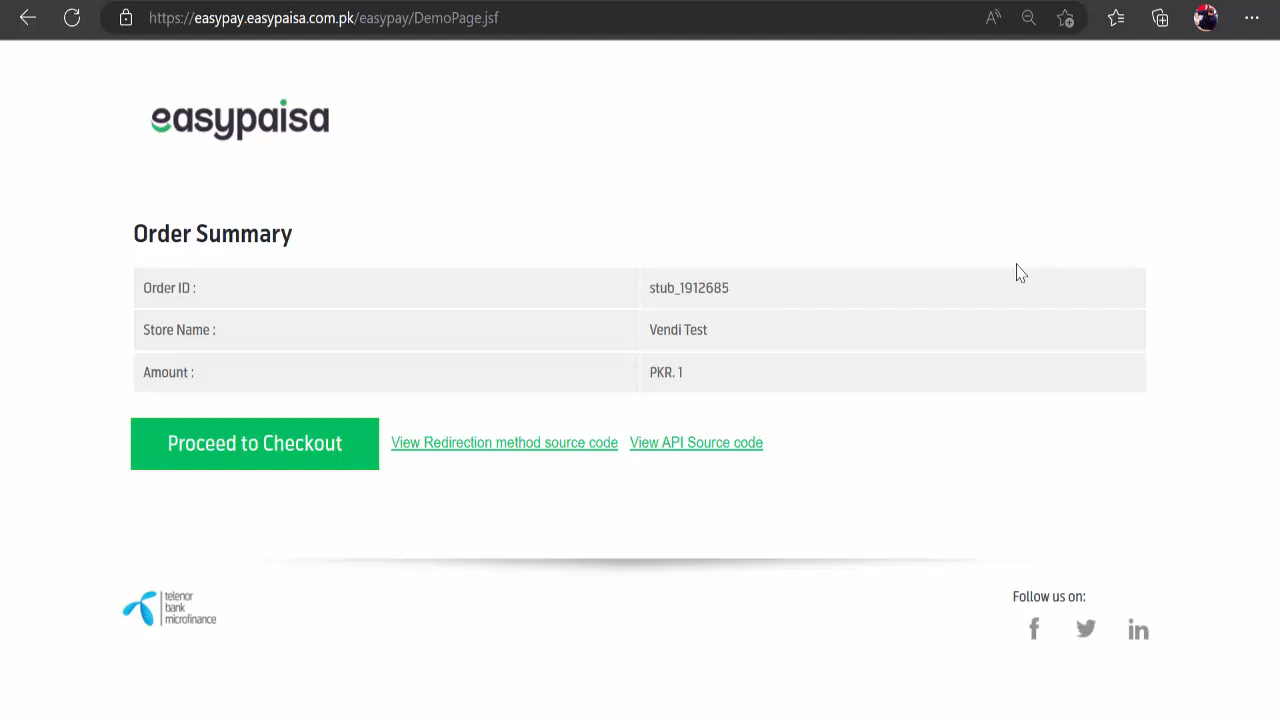 https://easypay.easypaisa.com.pk/easypay/DemoPage.jsf
easypaisa
Order Summary
Order ID : stub_1912685
Store Name : Vendi Test
Amount : PKR. 1
Proceed to Checkout View Redirection method source code View API Source code
telenor
bank
microfinance
Follow us on: